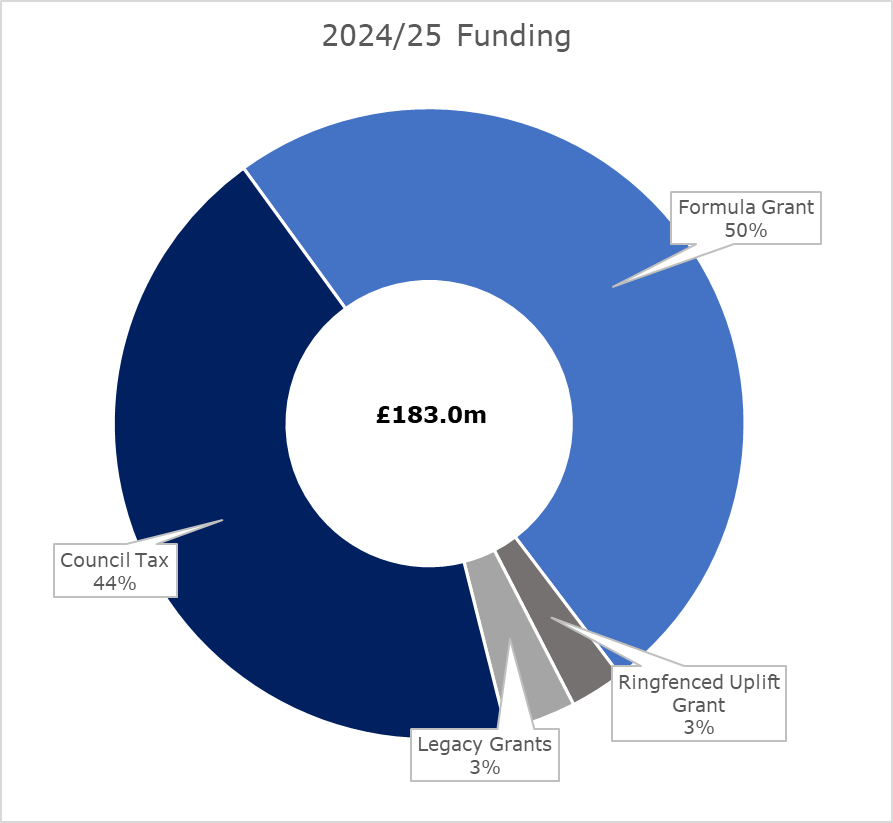 2024/25 Funding
Formula Grant
50%
£183.0m
Council Tax
44%
Ringfenced Uplift
Grant
3%
Legacy Grants
3%